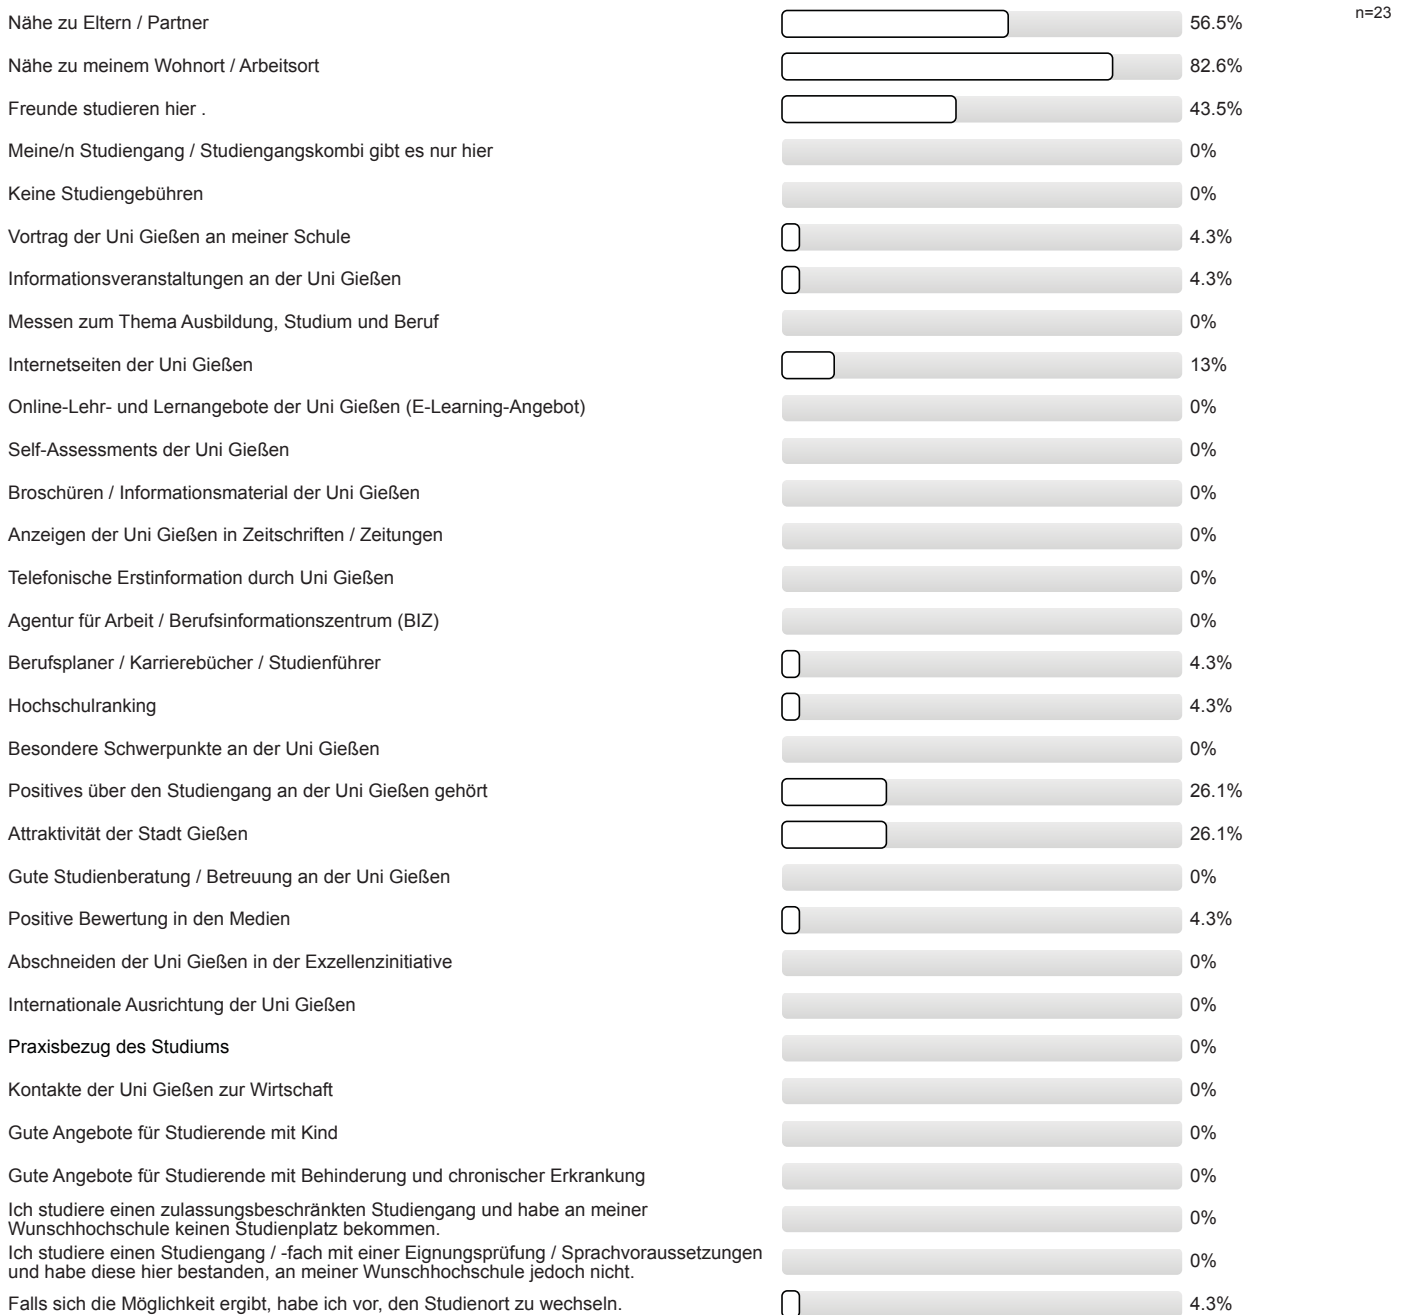 Nähe zu Eltern / Partner 56.5% n=23
Nähe zu meinem Wohnort / Arbeitsort 82.6%
Freunde studieren hier . 43.5%
Meine/n Studiengang / Studiengangskombi gibt es nur hier 0%
Keine Studiengebühren 0%
Vortrag der Uni Gießen an meiner Schule 4.3%
Informationsveranstaltungen an der Uni Gießen 4.3%
Messen zum Thema Ausbildung, Studium und Beruf 0%
Internetseiten der Uni Gießen 13%
Online-Lehr- und Lernangebote der Uni Gießen (E-Learning-Angebot) 0%
Self-Assessments der Uni Gießen 0%
Broschüren / Informationsmaterial der Uni Gießen 0%
Anzeigen der Uni Gießen in Zeitschriften / Zeitungen 0%
Telefonische Erstinformation durch Uni Gießen 0%
Agentur für Arbeit / Berufsinformationszentrum (BIZ) 0%
Berufsplaner / Karrierebücher / Studienführer 4.3%
Hochschulranking 4.3%
Besondere Schwerpunkte an der Uni Gießen 0%
Positives über den Studiengang an der Uni Gießen gehört 26.1%
Attraktivität der Stadt Gießen 26.1%
Gute Studienberatung / Betreuung an der Uni Gießen 0%
Positive Bewertung in den Medien 4.3%
Abschneiden der Uni Gießen in der Exzellenzinitiative 0%
Internationale Ausrichtung der Uni Gießen 0%
Praxisbezug des Studiums 0%
Kontakte der Uni Gießen zur Wirtschaft 0%
Gute Angebote für Studierende mit Kind 0%
Gute Angebote für Studierende mit Behinderung und chronischer Erkrankung 0%
Ich studiere einen zulassungsbeschränkten Studiengang und habe an meiner
Wunschhochschule keinen Studienplatz bekommen. 0%
Ich studiere einen Studiengang / -fach mit einer Eignungsprüfung / Sprachvoraussetzungen
und habe diese hier bestanden, an meiner Wunschhochschule jedoch nicht. 0%
Falls sich die Möglichkeit ergibt, habe ich vor, den Studienort zu wechseln. 4.3%